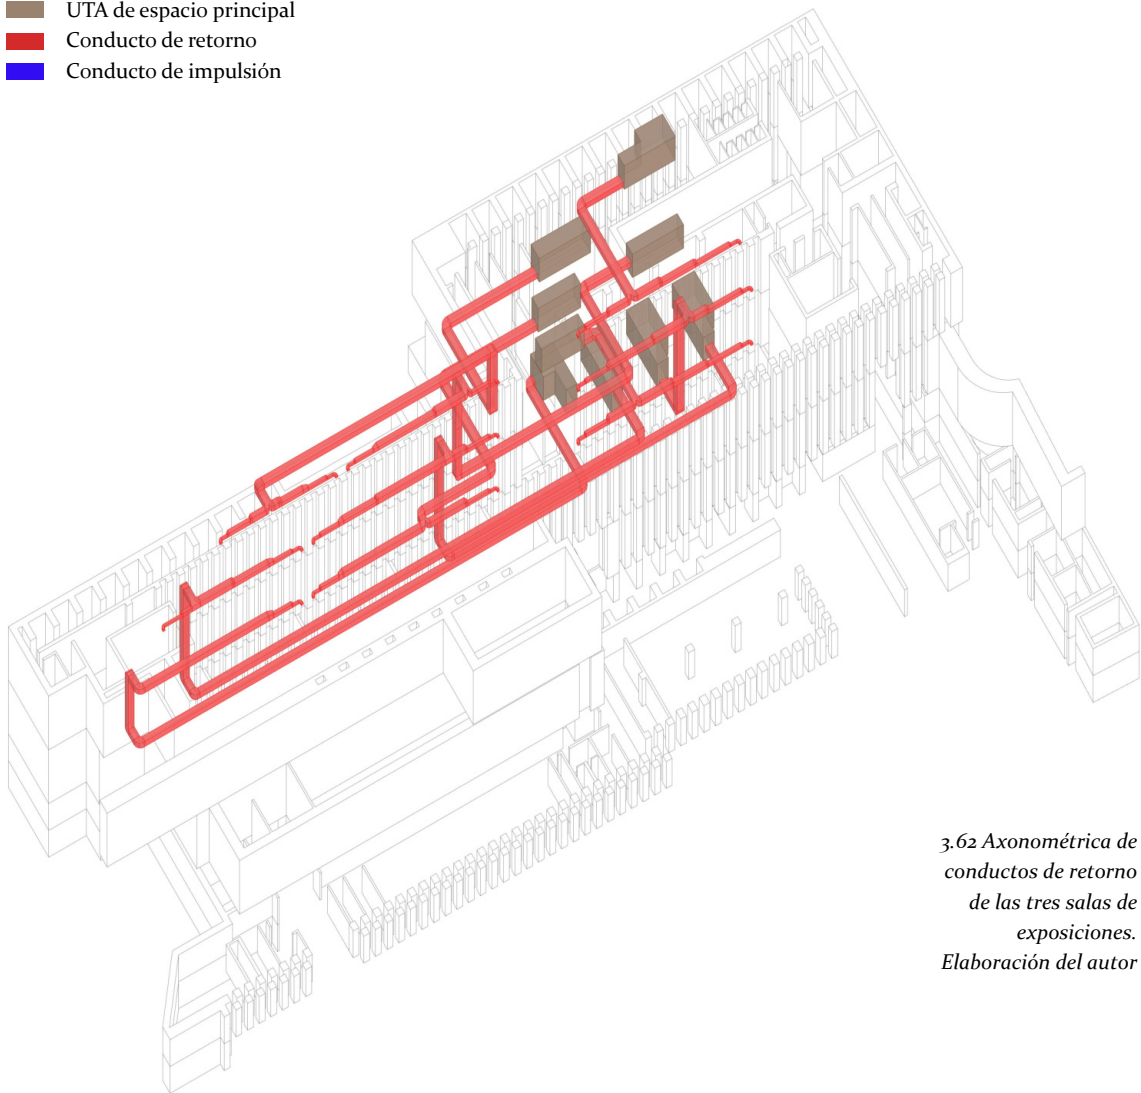 UTA de espacio principal
Conducto de retorno
Conducto de impulsión
3.62 Axonométrica de
conductos de retorno
de las tres salas de
exposiciones.
Elaboración del autor